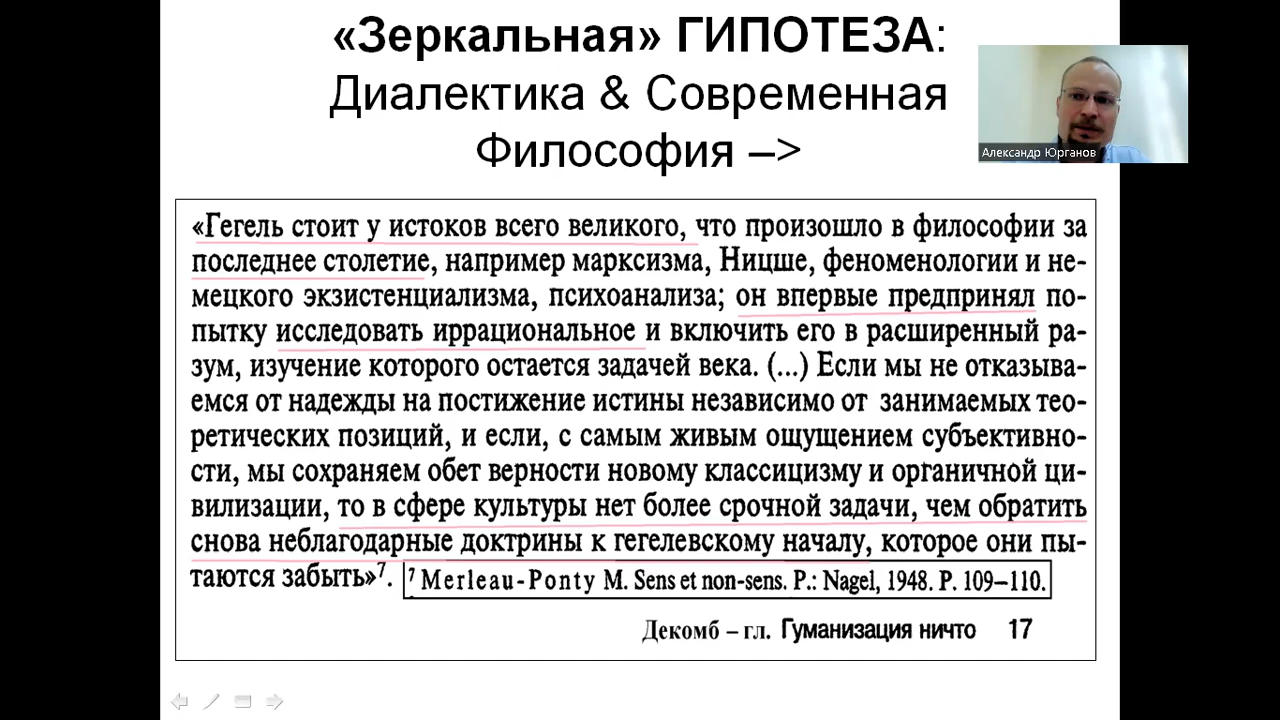 «Зеркальная» ГИПОТЕЗА:
Диалектика & Современная
Философия –>
Александр Юрганов
«Гегель стоит у истоков всего великого, что произошло в философии за
последнее столетие, например марксизма, Ницше, феноменологии и не-
мецкого экзистенциализма, психоанализа; он впервые предпринял по-
пытку исследовать иррациональное и включить его в расширенный ра-
зум, изучение которого остается задачей века. (...) Если мы не отказыва-
емся от надежды на постижение истины независимо от занимаемых тео-
ретических позиций, и если, с самым живым ощущением субъективно-
сти, мы сохраняем обет верности новому классицизму и органичной ци-
вилизации, то в сфере культуры нет более срочной задачи, чем обратить
снова неблагодарные доктрины к гегелевскому началу, которое они пы-
таются забыть»⁷. ⁷ Merleau-Ponty M. Sens et non-sens. P.: Nagel, 1948. P. 109–110.
Декомб – гл. Гуманизация ничто 17